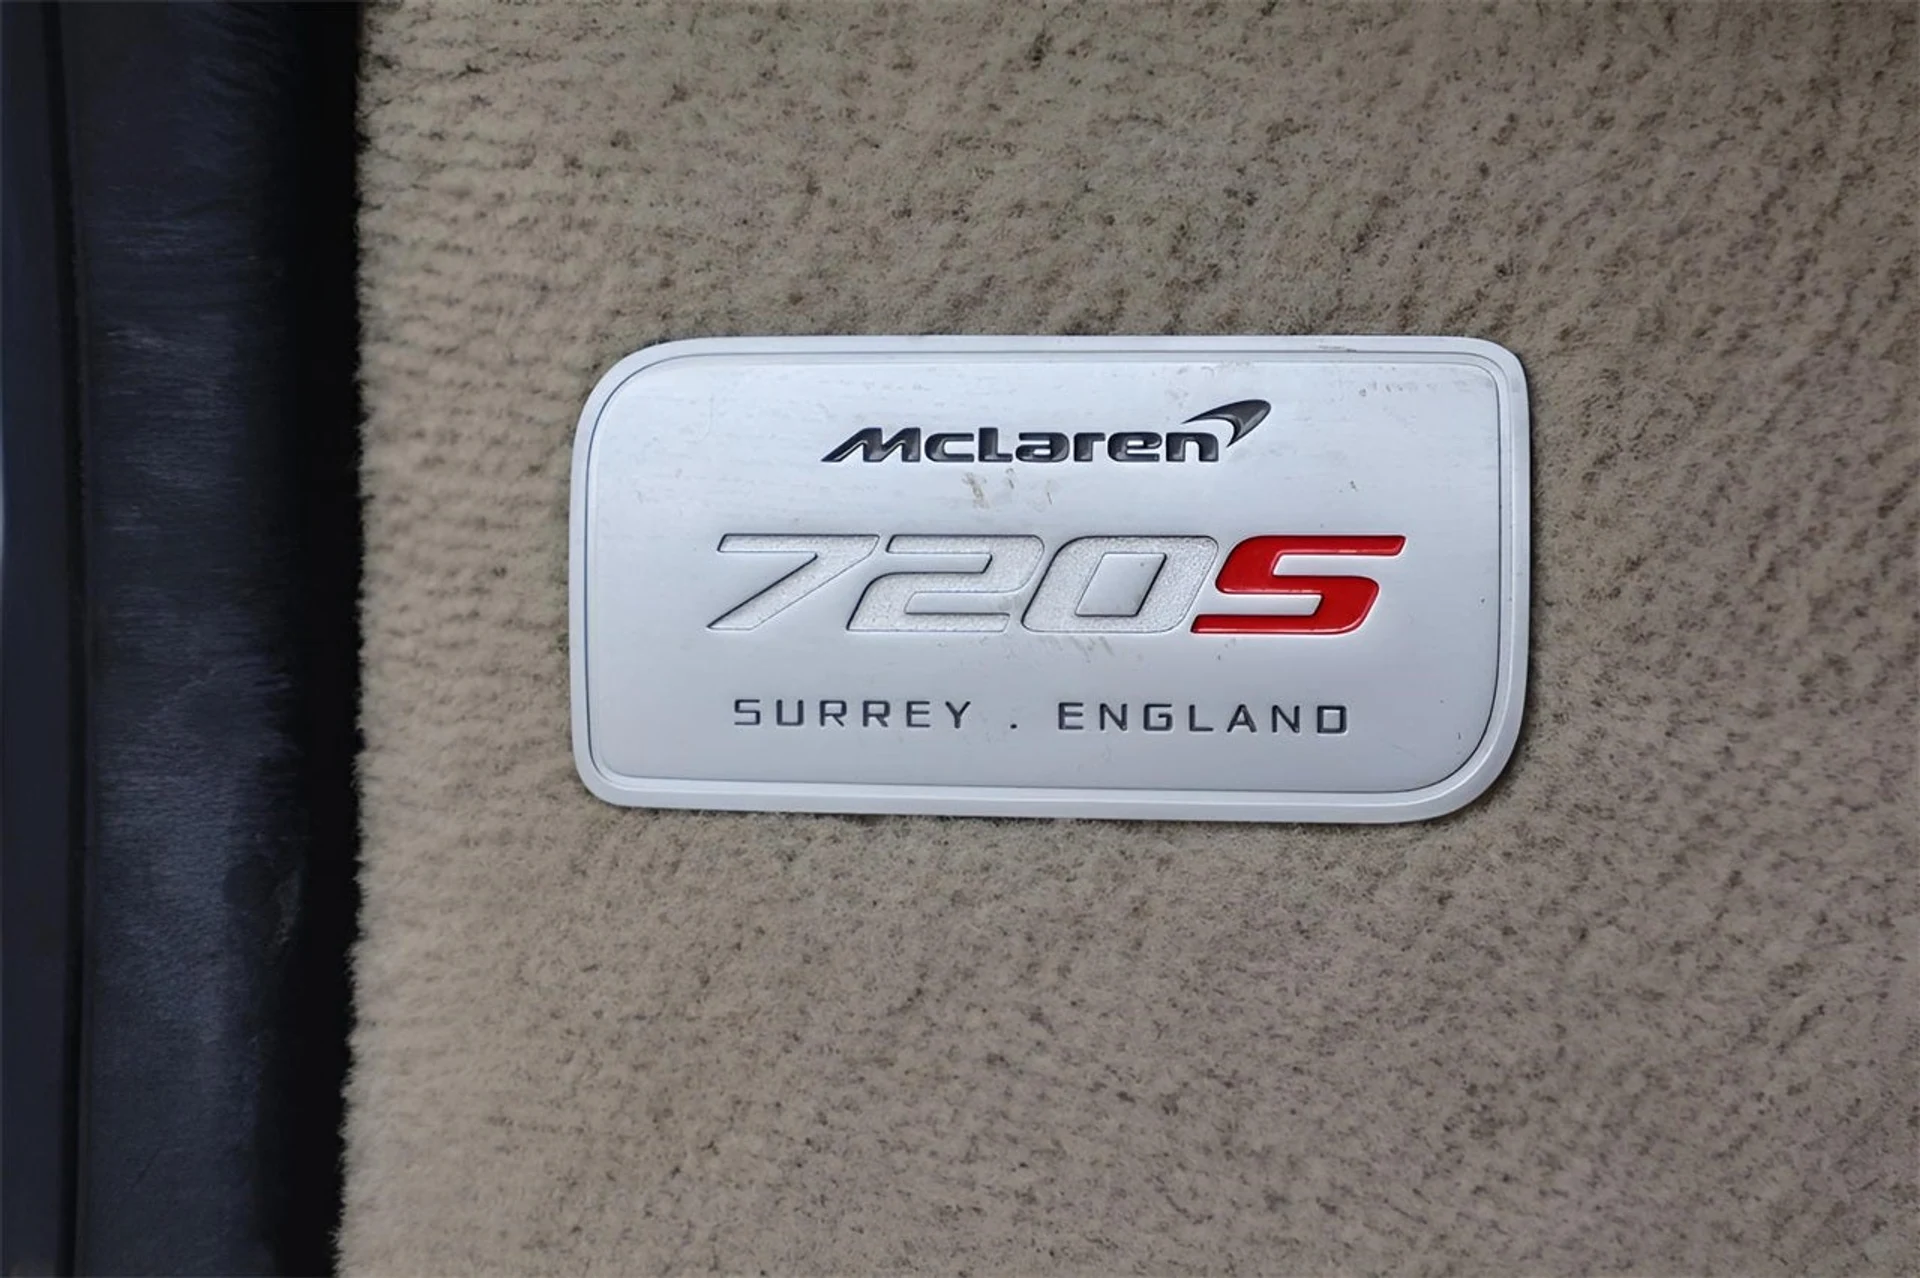 McLaren
720S
SURREY . ENGLAND